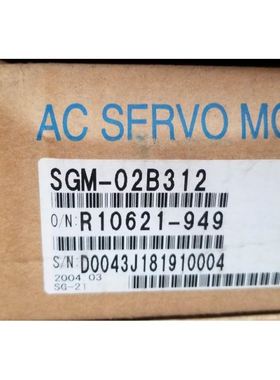 AC SERVO MO
SGM-02B312
O/N: R10621-949
S/N: D0043J181910004
2004 03
SG-21